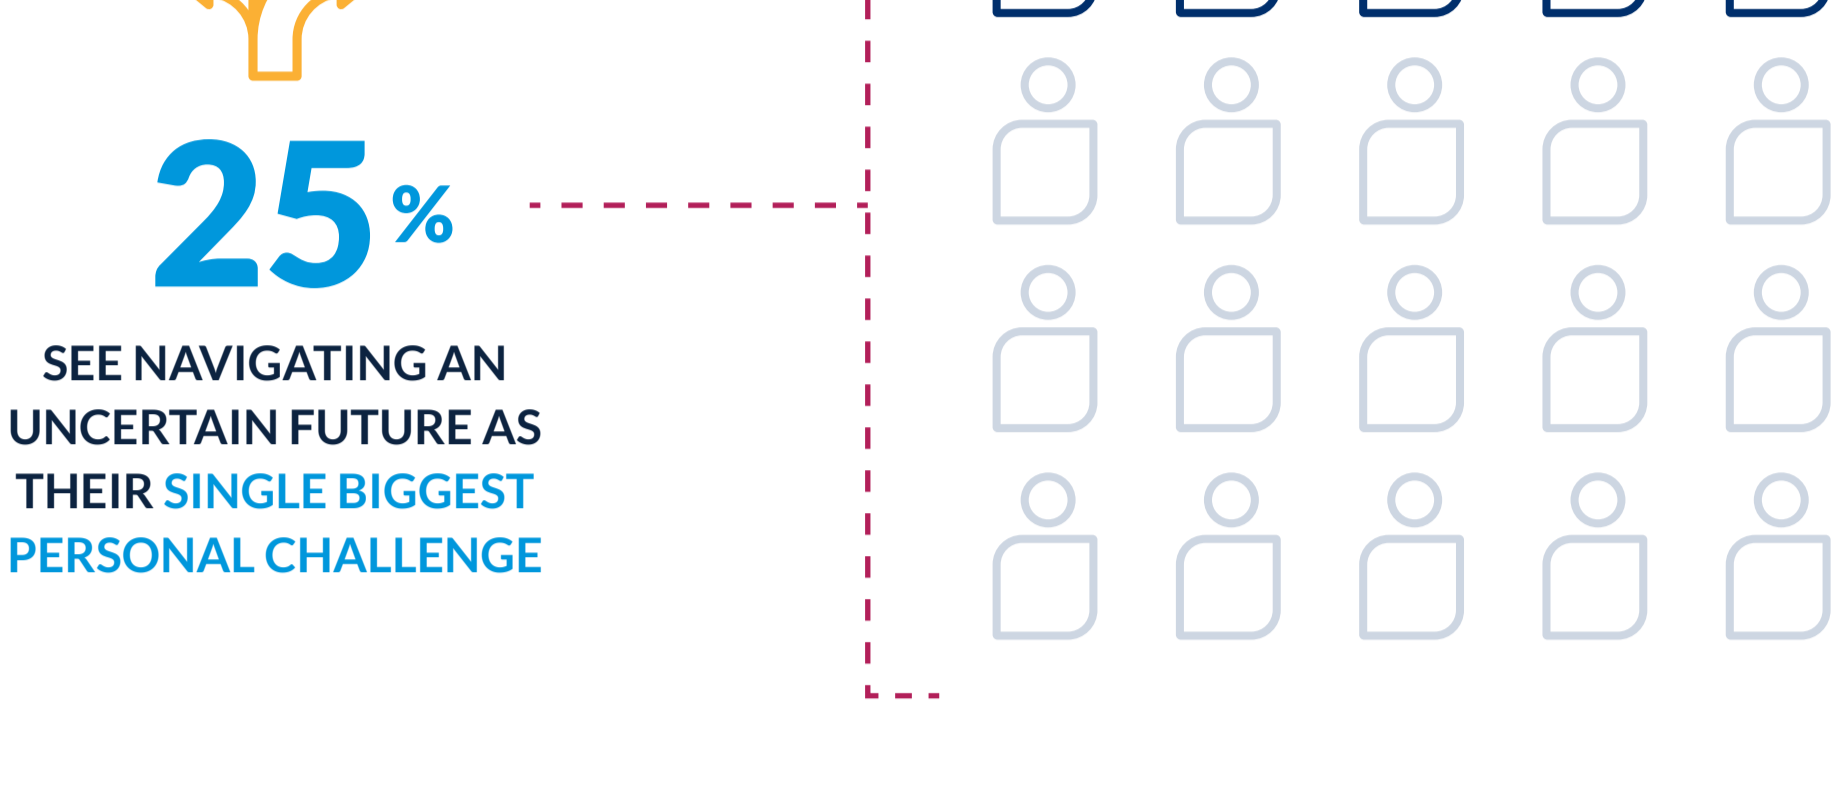 25%
SEE NAVIGATING AN
UNCERTAIN FUTURE AS
THEIR SINGLE BIGGEST
PERSONAL CHALLENGE